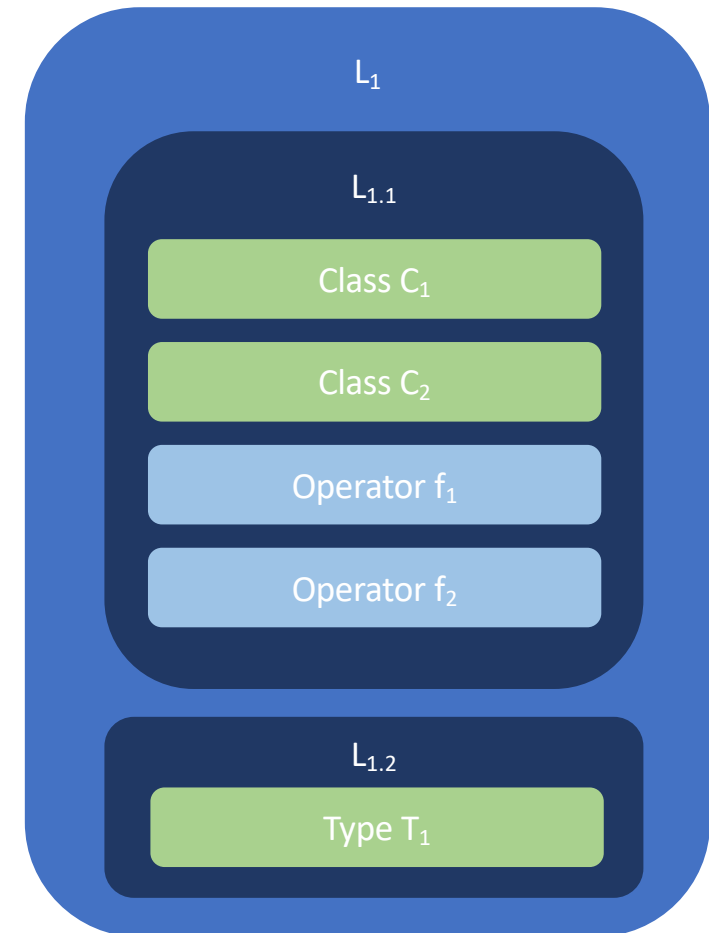 L₁
L₁.₁
Class C₁
Class C₂
Operator f₁
Operator f₂
L₁.₂
Type T₁